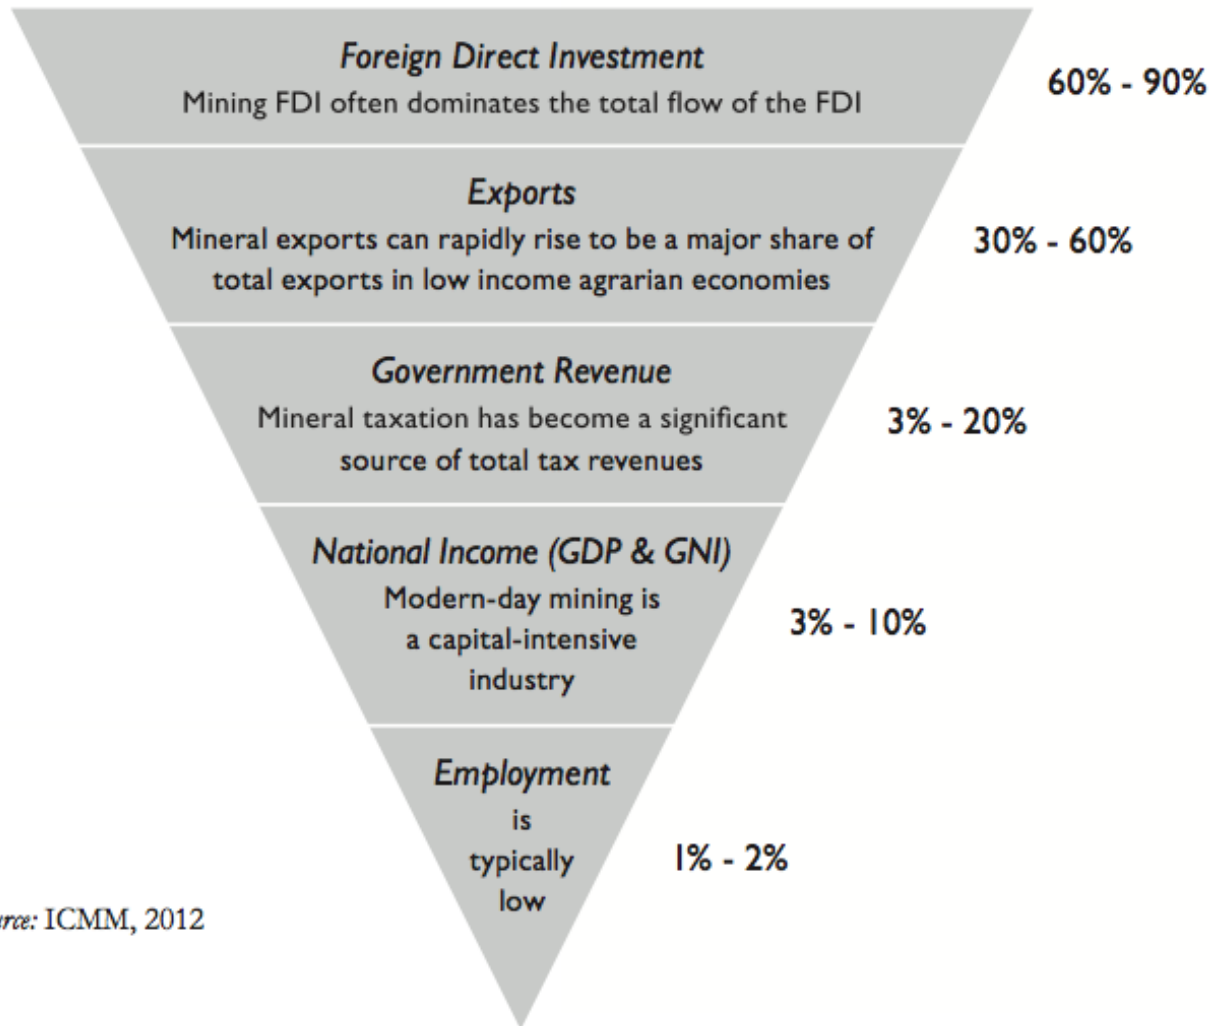 Foreign Direct Investment
Mining FDI often dominates the total flow of the FDI
60% - 90%
Exports
Mineral exports can rapidly rise to be a major share of
total exports in low income agrarian economies
30% - 60%
Government Revenue
Mineral taxation has become a significant
source of total tax revenues
3% - 20%
National Income (GDP & GNI)
Modern-day mining is
a capital-intensive
industry
3% - 10%
Employment
is
typically
low
1% - 2%
rce: ICMM, 2012